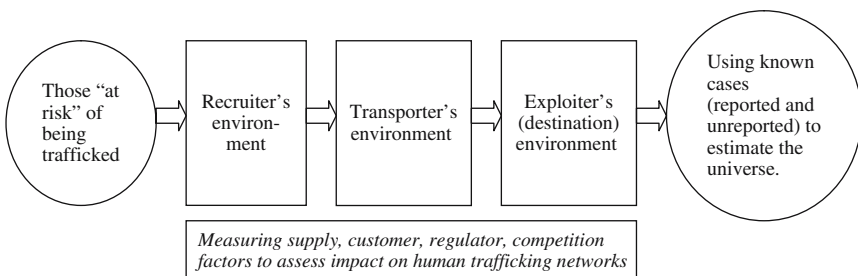 Those “at
risk” of
being
trafficked
Recruiter’s
environ-
ment
Transporter’s
environment
Exploiter’s
(destination)
environment
Using known
cases
(reported and
unreported) to
estimate the
universe.
Measuring supply, customer, regulator, competition
factors to assess impact on human trafficking networks